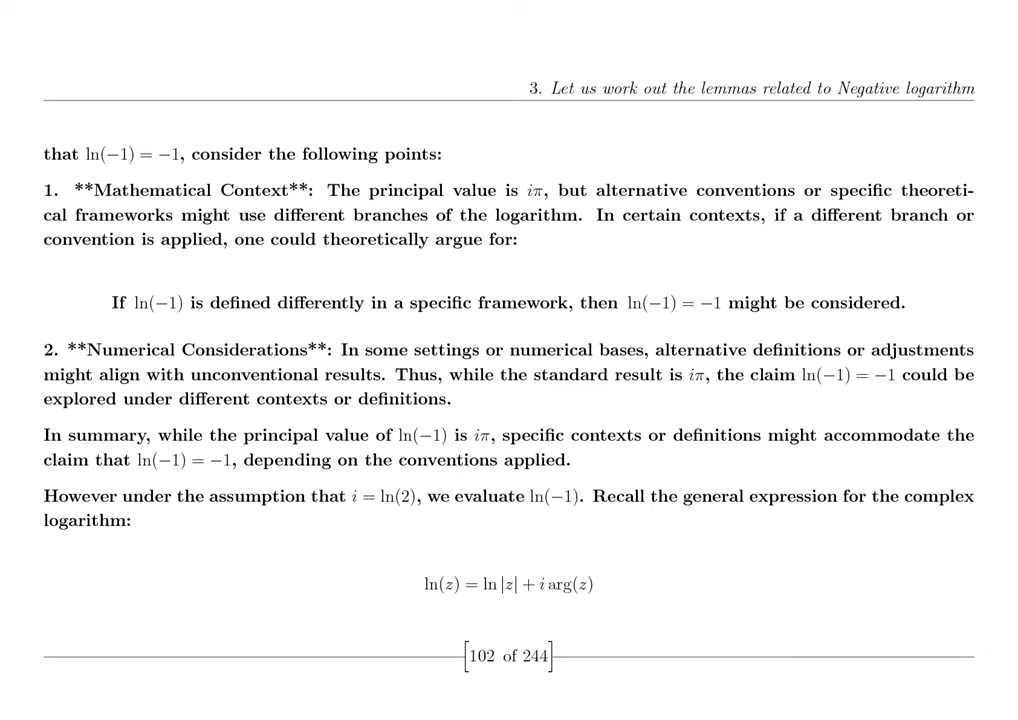 3. Let us work out the lemmas related to Negative logarithm
that ln(−1) = −1, consider the following points:
1. **Mathematical Context**: The principal value is iπ, but alternative conventions or specific theoreti-
cal frameworks might use different branches of the logarithm. In certain contexts, if a different branch or
convention is applied, one could theoretically argue for:
If ln(−1) is defined differently in a specific framework, then ln(−1) = −1 might be considered.
2. **Numerical Considerations**: In some settings or numerical bases, alternative definitions or adjustments
might align with unconventional results. Thus, while the standard result is iπ, the claim ln(−1) = −1 could be
explored under different contexts or definitions.
In summary, while the principal value of ln(−1) is iπ, specific contexts or definitions might accommodate the
claim that ln(−1) = −1, depending on the conventions applied.
However under the assumption that i = ln(2), we evaluate ln(−1). Recall the general expression for the complex
logarithm:
ln(z) = ln |z| + i arg(z)
[102 of 244]